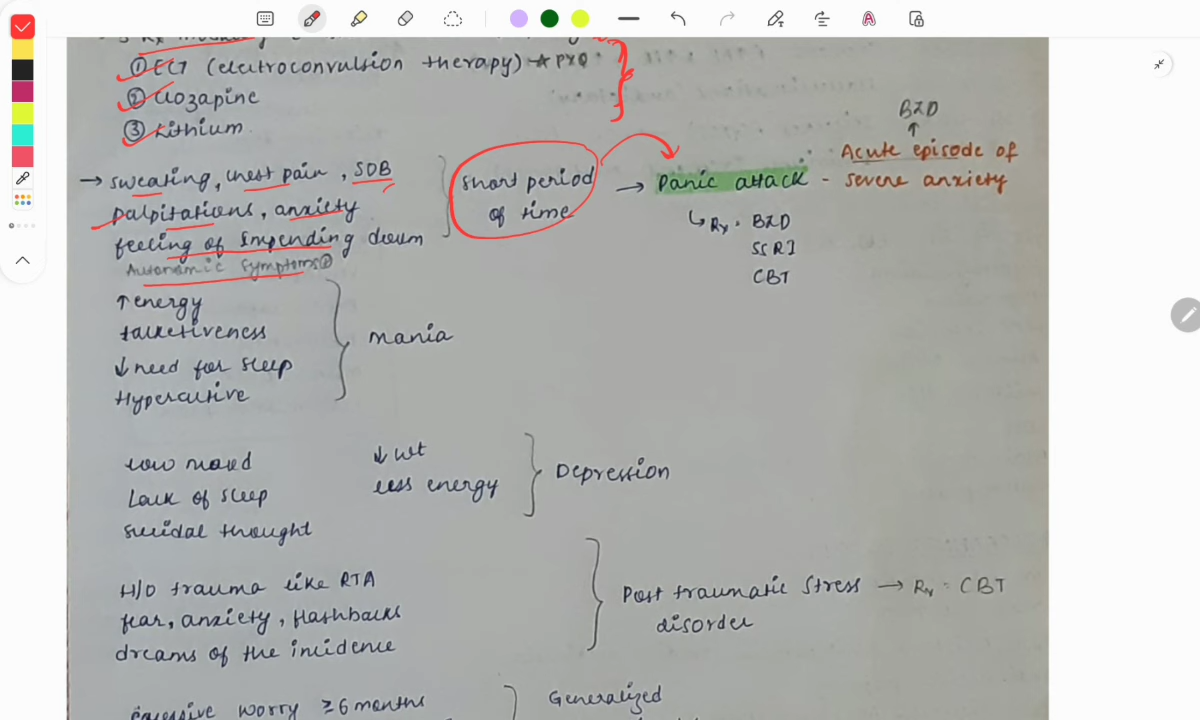 ① ECT (electroconvulsion therapy) ★ PYQ
② Clozapine
③ Lithium
BZD
↑
Acute episode of
→ sweating, chest pain, SOB
palpitations, anxiety
feeling of impending doom
Autonomic symptoms
short period
of time
→ Panic attack - severe anxiety
↳ Rx · BZD
SSRI
CBT
↑ energy
talketiveness
↓ need for sleep
Hyperactive
mania
low mood
Lack of sleep
suicidal thought
↓ wt
less energy
Depression
H/o trauma like RTA
fear, anxiety, flashbacks
dreams of the incidence
Post traumatic stress → Rx - CBT
disorder
excessive worry ≥6 months
Generalized